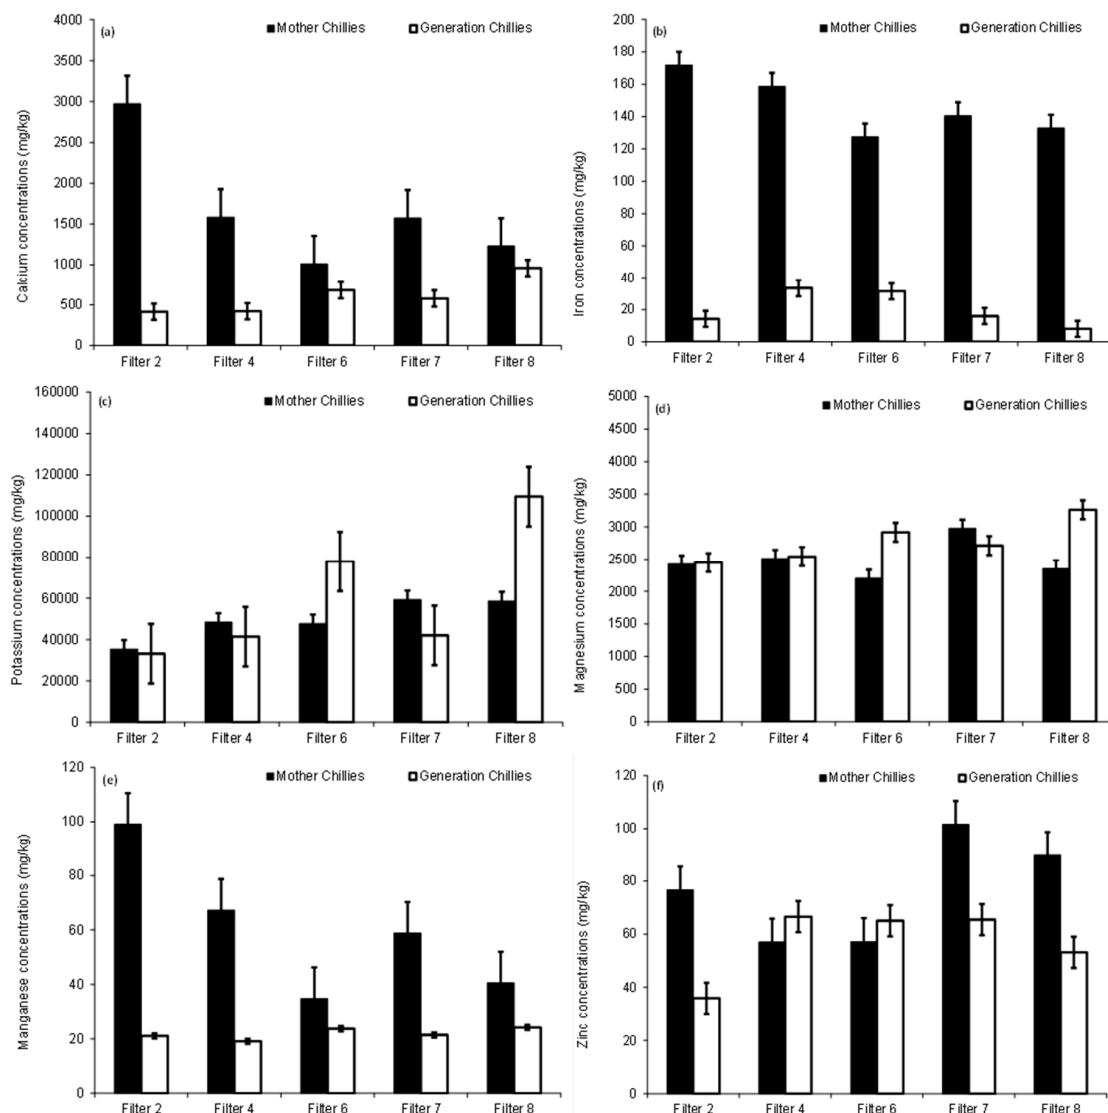 (a)
Mother Chillies Generation Chillies
Calcium concentrations (mg/kg)
4000
3500
3000
2500
2000
1500
1000
500
0
Filter 2 Filter 4 Filter 6 Filter 7 Filter 8
(b)
Mother Chillies Generation Chillies
Iron concentrations (mg/kg)
200
180
160
140
120
100
80
60
40
20
0
Filter 2 Filter 4 Filter 6 Filter 7 Filter 8
(c)
Mother Chillies Generation Chillies
Potassium concentrations (mg/kg)
160000
140000
120000
100000
80000
60000
40000
20000
0
Filter 2 Filter 4 Filter 6 Filter 7 Filter 8
(d)
Mother Chillies Generation Chillies
Magnesium concentrations (mg/kg)
5000
4500
4000
3500
3000
2500
2000
1500
1000
500
0
Filter 2 Filter 4 Filter 6 Filter 7 Filter 8
(e)
Mother Chillies Generation Chillies
Manganese concentrations (mg/kg)
120
100
80
60
40
20
0
Filter 2 Filter 4 Filter 6 Filter 7 Filter 8
(f)
Mother Chillies Generation Chillies
Zinc concentrations (mg/kg)
120
100
80
60
40
20
0
Filter 2 Filter 4 Filter 6 Filter 7 Filter 8